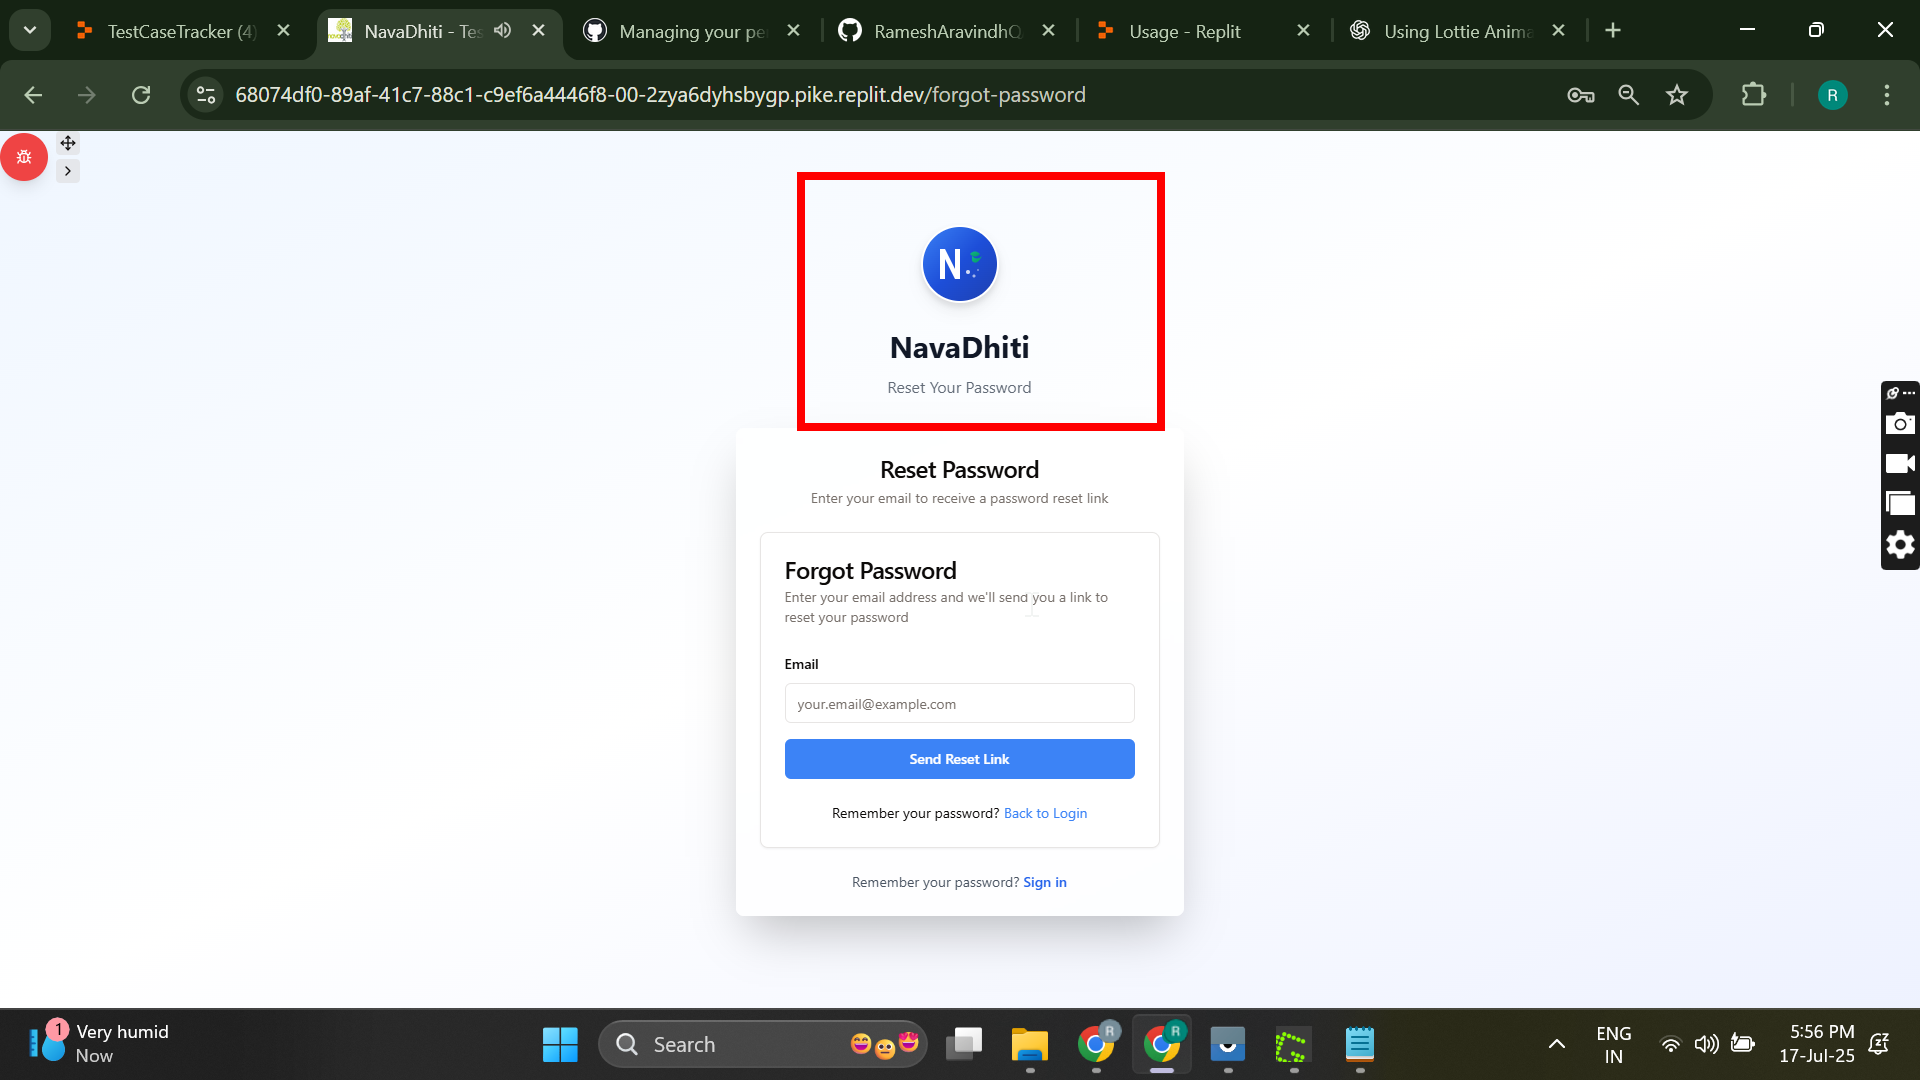 TestCaseTracker (4)
NavaDhiti - Tes
Managing your pe
RameshAravindhQ
Usage - Replit
Using Lottie Anima
68074df0-89af-41c7-88c1-c9ef6a4446f8-00-2zya6dyhsbygp.pike.replit.dev/forgot-password
R
N
NavaDhiti
Reset Your Password
Reset Password
Enter your email to receive a password reset link
Forgot Password
Enter your email address and we'll send you a link to
reset your password
Email
your.email@example.com
Send Reset Link
Remember your password? Back to Login
Remember your password? Sign in
1
Very humid
Now
Search
R
R
ENG
IN
5:56 PM
17-Jul-25